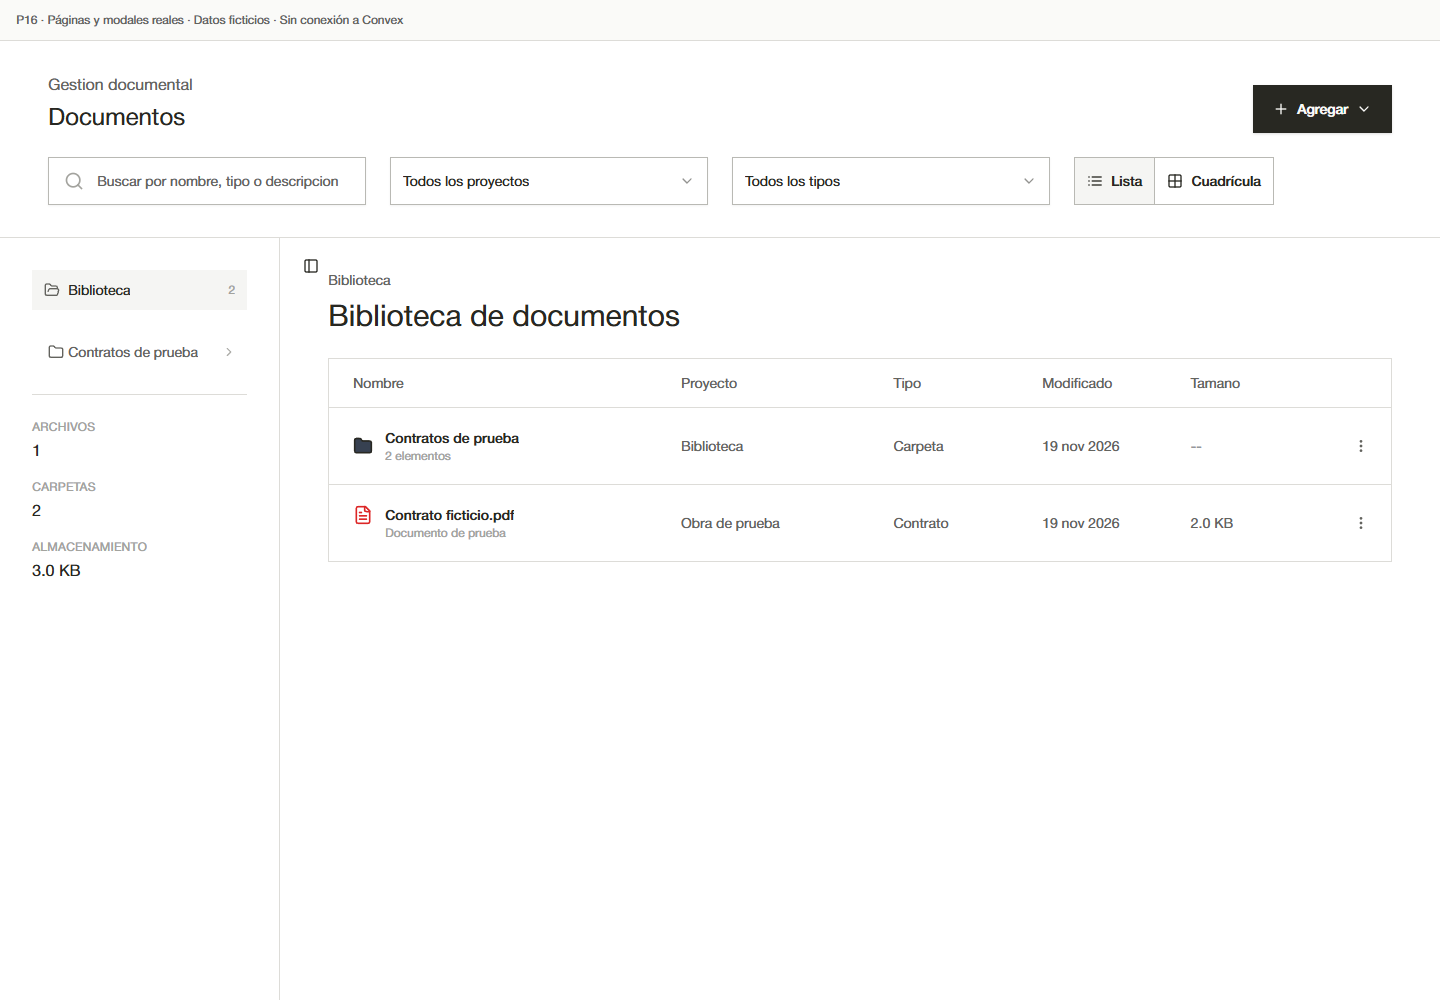 P16 · Páginas y modales reales · Datos ficticios · Sin conexión a Convex
Gestion documental
Documentos
Agregar
Buscar por nombre, tipo o descripcion
Todos los proyectos
Todos los tipos
Lista
Cuadrícula
Biblioteca 2
Contratos de prueba
ARCHIVOS
1
CARPETAS
2
ALMACENAMIENTO
3.0 KB
Biblioteca
Biblioteca de documentos
Nombre Proyecto Tipo Modificado Tamano
Contratos de prueba
2 elementos
Biblioteca Carpeta 19 nov 2026 --
Contrato ficticio.pdf
Documento de prueba
Obra de prueba Contrato 19 nov 2026 2.0 KB